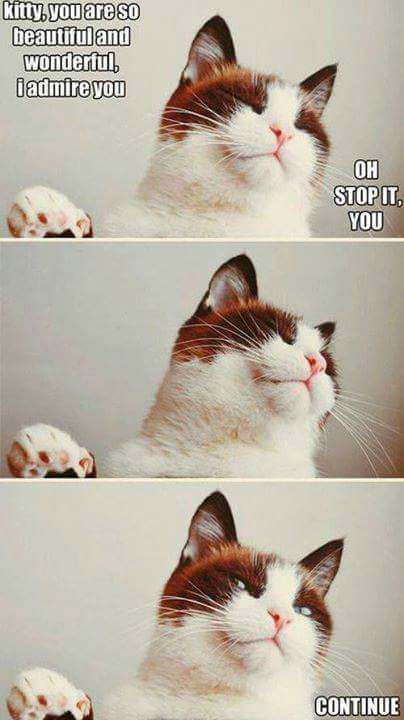 kitty, you are so
beautiful and
wonderful,
i admire you
OH
STOP IT,
YOU
CONTINUE